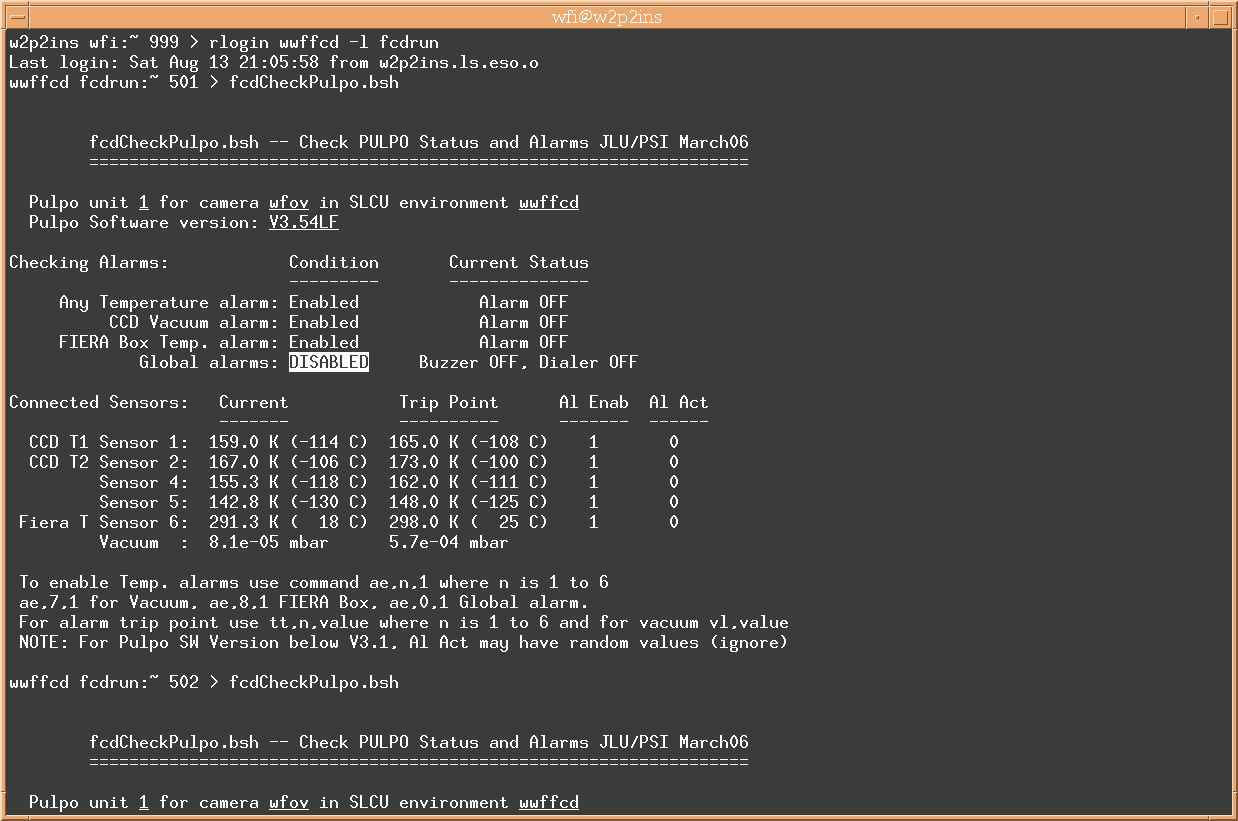 wfi@w2p2ins
w2p2ins wfi:~ 999 > rlogin wwffcd -l fcdrun
Last login: Sat Aug 13 21:05:58 from w2p2ins.ls.eso.o
wwffcd fcdrun:~ 501 > fcdCheckPulpo.bsh
fcdCheckPulpo.bsh -- Check PULPO Status and Alarms JLU/PSI March06
==================================================================
Pulpo unit 1 for camera wfov in SLCU environment wwffcd
Pulpo Software version: V3.54LF
Checking Alarms: Condition Current Status
--------- --------------
Any Temperature alarm: Enabled Alarm OFF
CCD Vacuum alarm: Enabled Alarm OFF
FIERA Box Temp. alarm: Enabled Alarm OFF
Global alarms: DISABLED Buzzer OFF, Dialer OFF
Connected Sensors: Current Trip Point Al Enab Al Act
------- ---------- ------- ------
CCD T1 Sensor 1: 159.0 K (-114 C) 165.0 K (-108 C) 1 0
CCD T2 Sensor 2: 167.0 K (-106 C) 173.0 K (-100 C) 1 0
Sensor 4: 155.3 K (-118 C) 162.0 K (-111 C) 1 0
Sensor 5: 142.8 K (-130 C) 148.0 K (-125 C) 1 0
Fiera T Sensor 6: 291.3 K ( 18 C) 298.0 K ( 25 C) 1 0
Vacuum : 8.1e-05 mbar 5.7e-04 mbar
To enable Temp. alarms use command ae,n,1 where n is 1 to 6
ae,7,1 for Vacuum, ae,8,1 FIERA Box, ae,0,1 Global alarm.
For alarm trip point use tt,n,value where n is 1 to 6 and for vacuum vl,value
NOTE: For Pulpo SW Version below V3.1, Al Act may have random values (ignore)
wwffcd fcdrun:~ 502 > fcdCheckPulpo.bsh
fcdCheckPulpo.bsh -- Check PULPO Status and Alarms JLU/PSI March06
==================================================================
Pulpo unit 1 for camera wfov in SLCU environment wwffcd